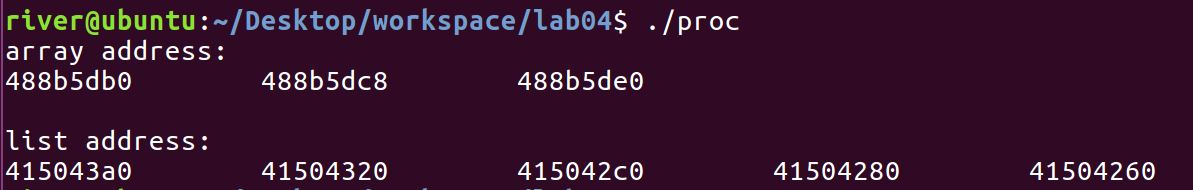 river@ubuntu:~/Desktop/workspace/lab04$ ./proc
array address:
488b5db0 488b5dc8 488b5de0
list address:
415043a0 41504320 415042c0 41504280 41504260